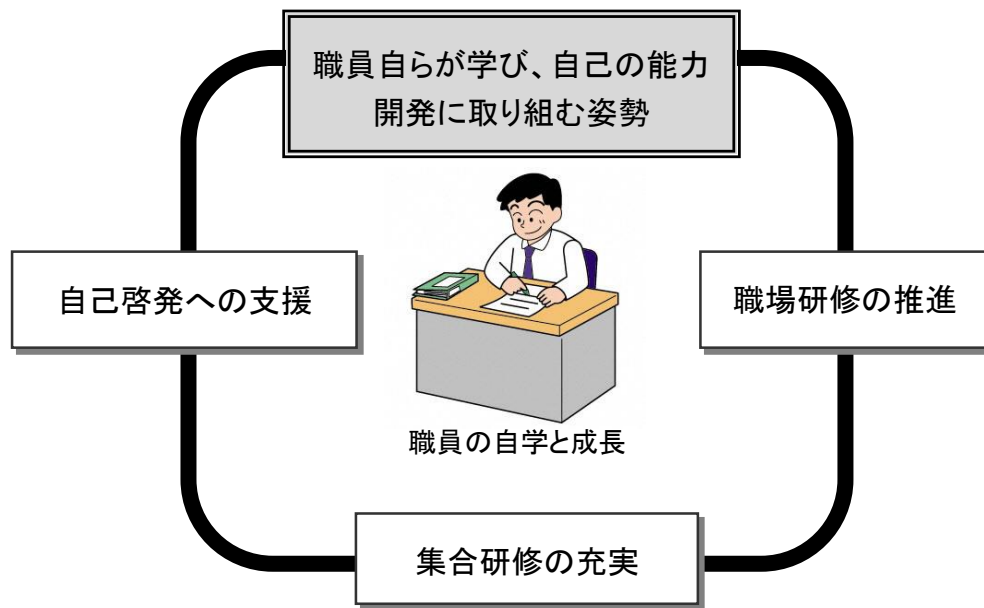 職員自らが学び、自己の能力
開発に取り組む姿勢
自己啓発への支援
職場研修の推進
職員の自学と成長
集合研修の充実